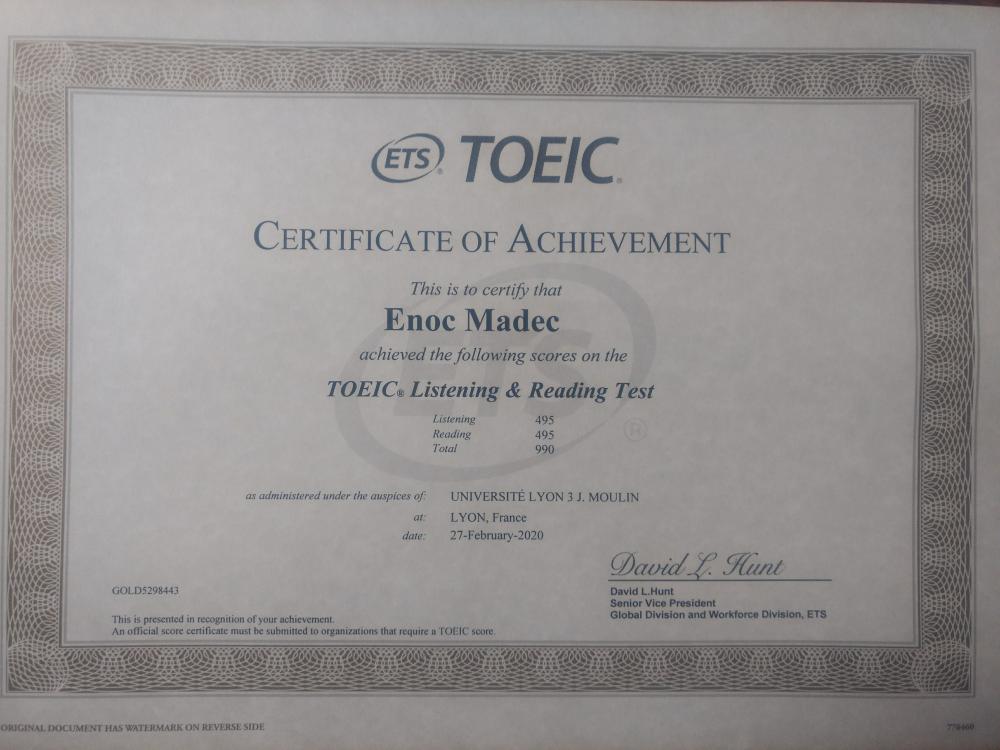 ETS® TOEIC®
CERTIFICATE OF ACHIEVEMENT
This is to certify that
Enoc Madec
achieved the following scores on the
TOEIC® Listening & Reading Test
Listening 495
Reading 495
Total 990
ETS®
as administered under the auspices of: UNIVERSITÉ LYON 3 J. MOULIN
at: LYON, France
date: 27-February-2020
David L. Hunt
David L.Hunt
Senior Vice President
Global Division and Workforce Division, ETS
GOLD5298443
This is presented in recognition of your achievement.
An official score certificate must be submitted to organizations that require a TOEIC score.
ORIGINAL DOCUMENT HAS WATERMARK ON REVERSE SIDE